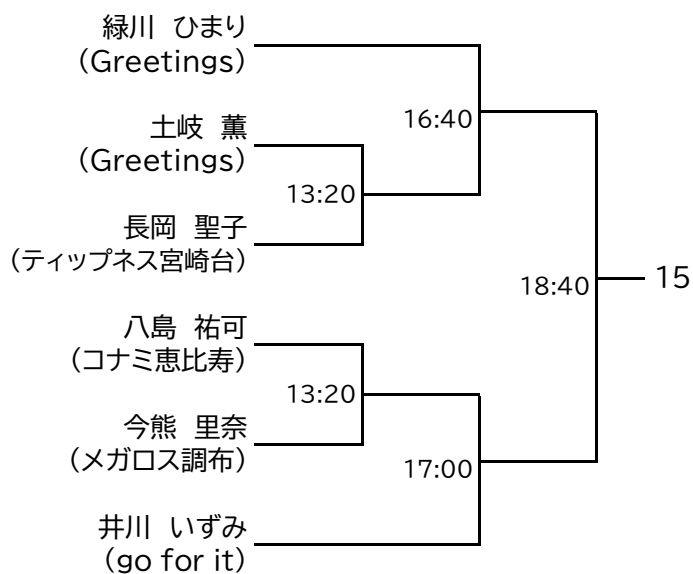 緑川 ひまり
(Greetings)
16:40
土岐 薫
(Greetings)
13:20
長岡 聖子
(ティップネス宮崎台)
18:40
15
八島 祐可
(コナミ恵比寿)
13:20
今熊 里奈
(メガロス調布)
17:00
井川 いずみ
(go for it)